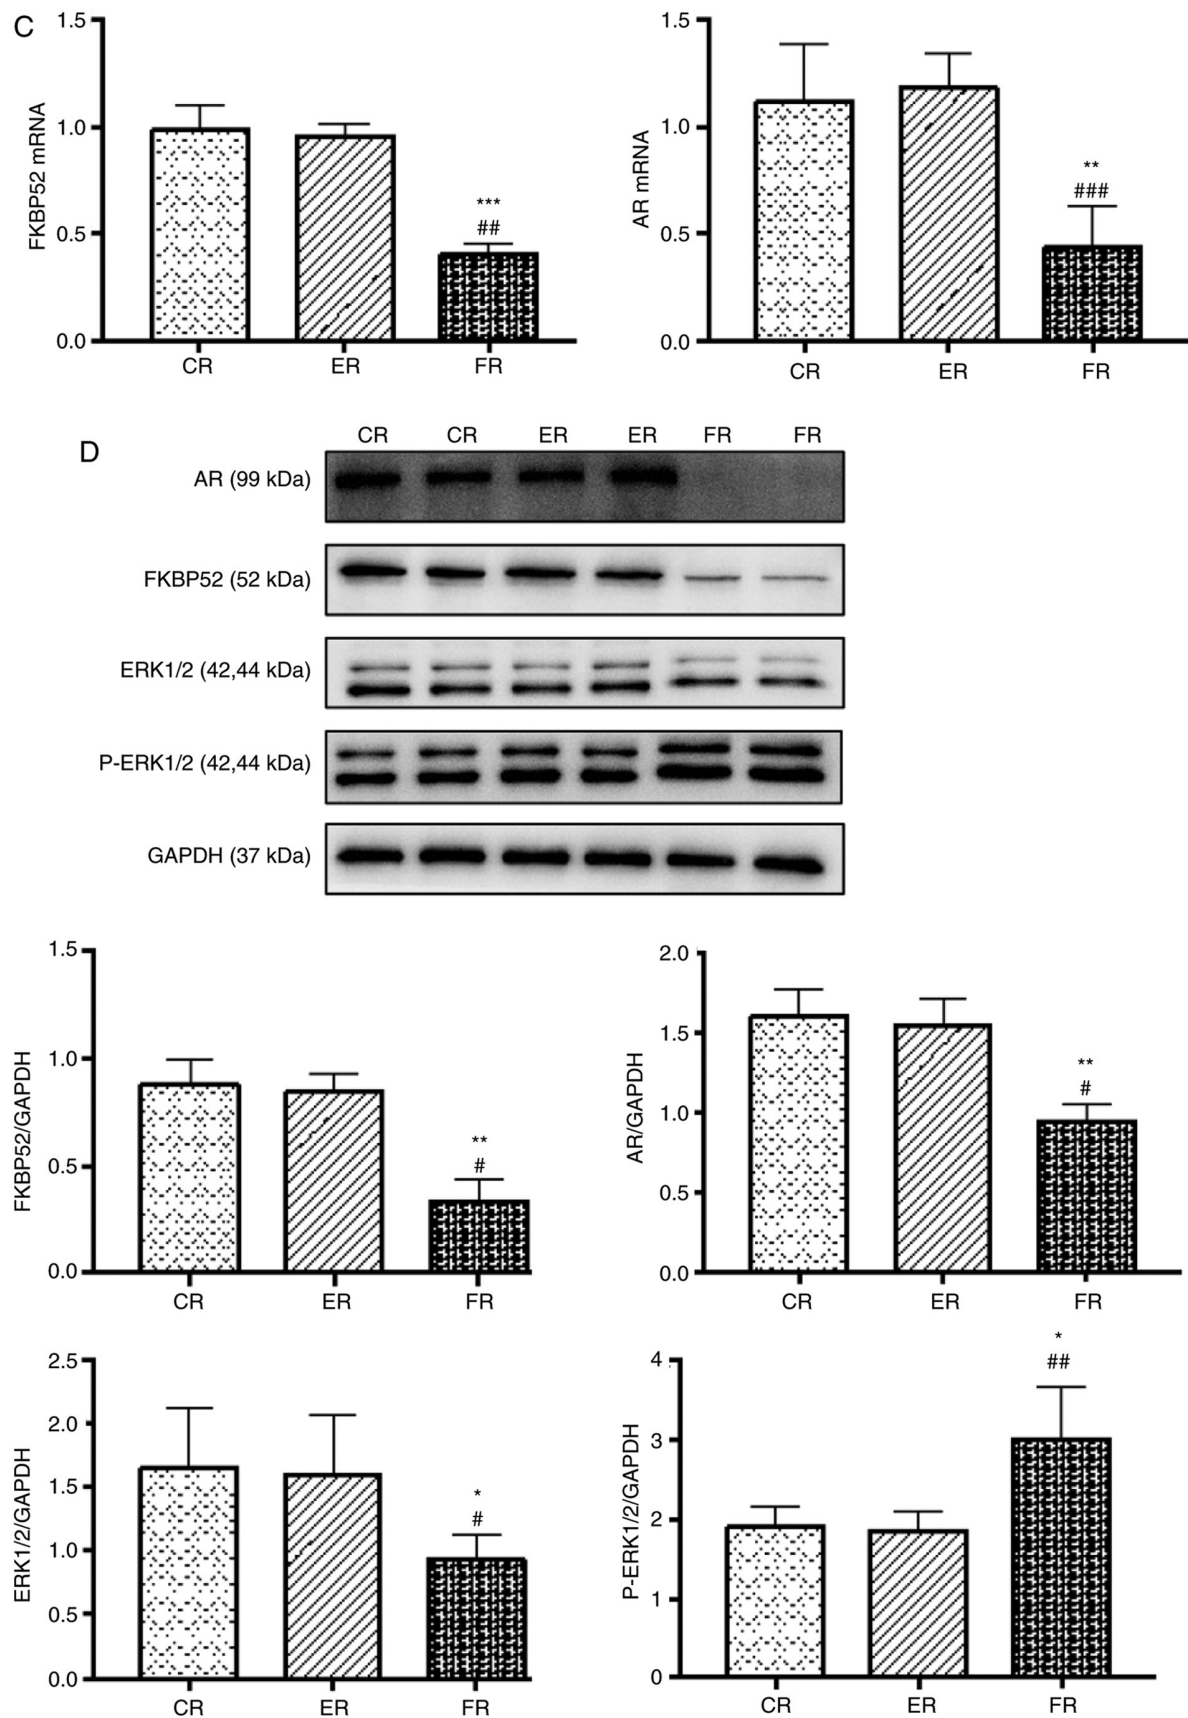 C
1.5
1.0
0.5
0.0
FKBP52 mRNA
***
##
CR ER FR
1.5
1.0
0.5
0.0
AR mRNA
**
###
CR ER FR
D
CR CR ER ER FR FR
AR (99 kDa)
FKBP52 (52 kDa)
ERK1/2 (42,44 kDa)
P-ERK1/2 (42,44 kDa)
GAPDH (37 kDa)
1.5
1.0
0.5
0.0
FKBP52/GAPDH
**
#
CR ER FR
2.0
1.5
1.0
0.5
0.0
AR/GAPDH
**
#
CR ER FR
2.5
2.0
1.5
1.0
0.5
0.0
ERK1/2/GAPDH
*
#
CR ER FR
4
3
2
1
0
P-ERK1/2/GAPDH
*
##
CR ER FR